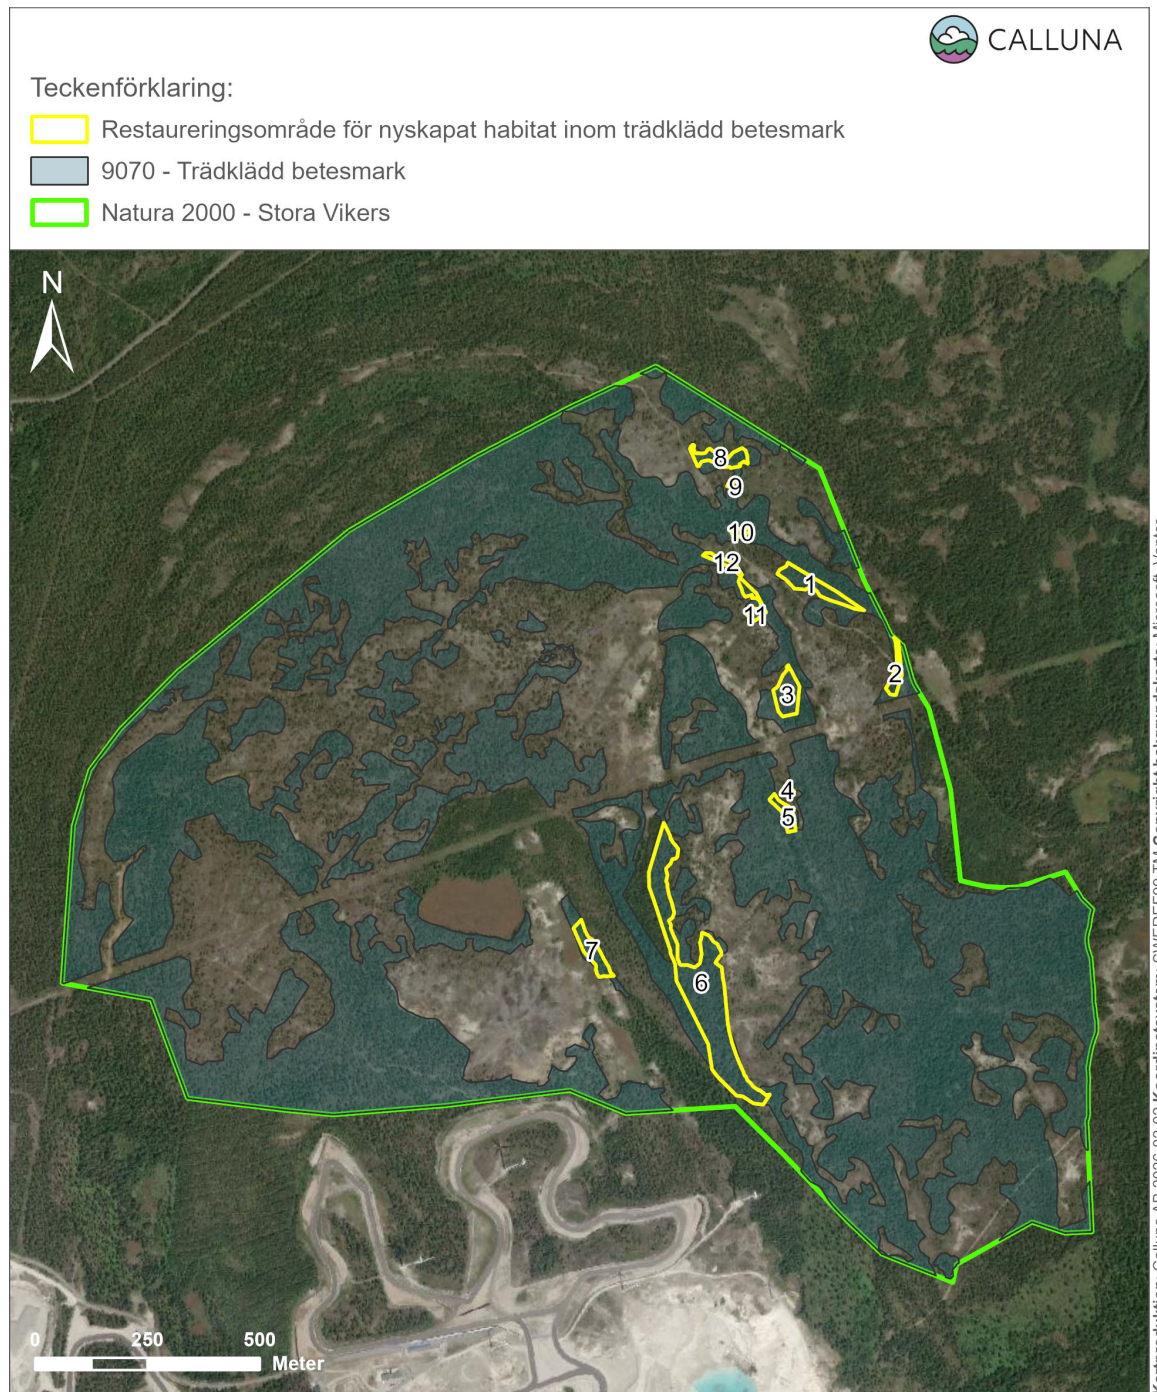 CALLUNA
Teckenförklaring:
Restaureringsområde för nyskapat habitat inom trädklädd betesmark
9070 - Trädklädd betesmark
Natura 2000 - Stora Vikers
N
8
9
10
12
1
11
2
3
4
5
7
6
0 250 500
Meter